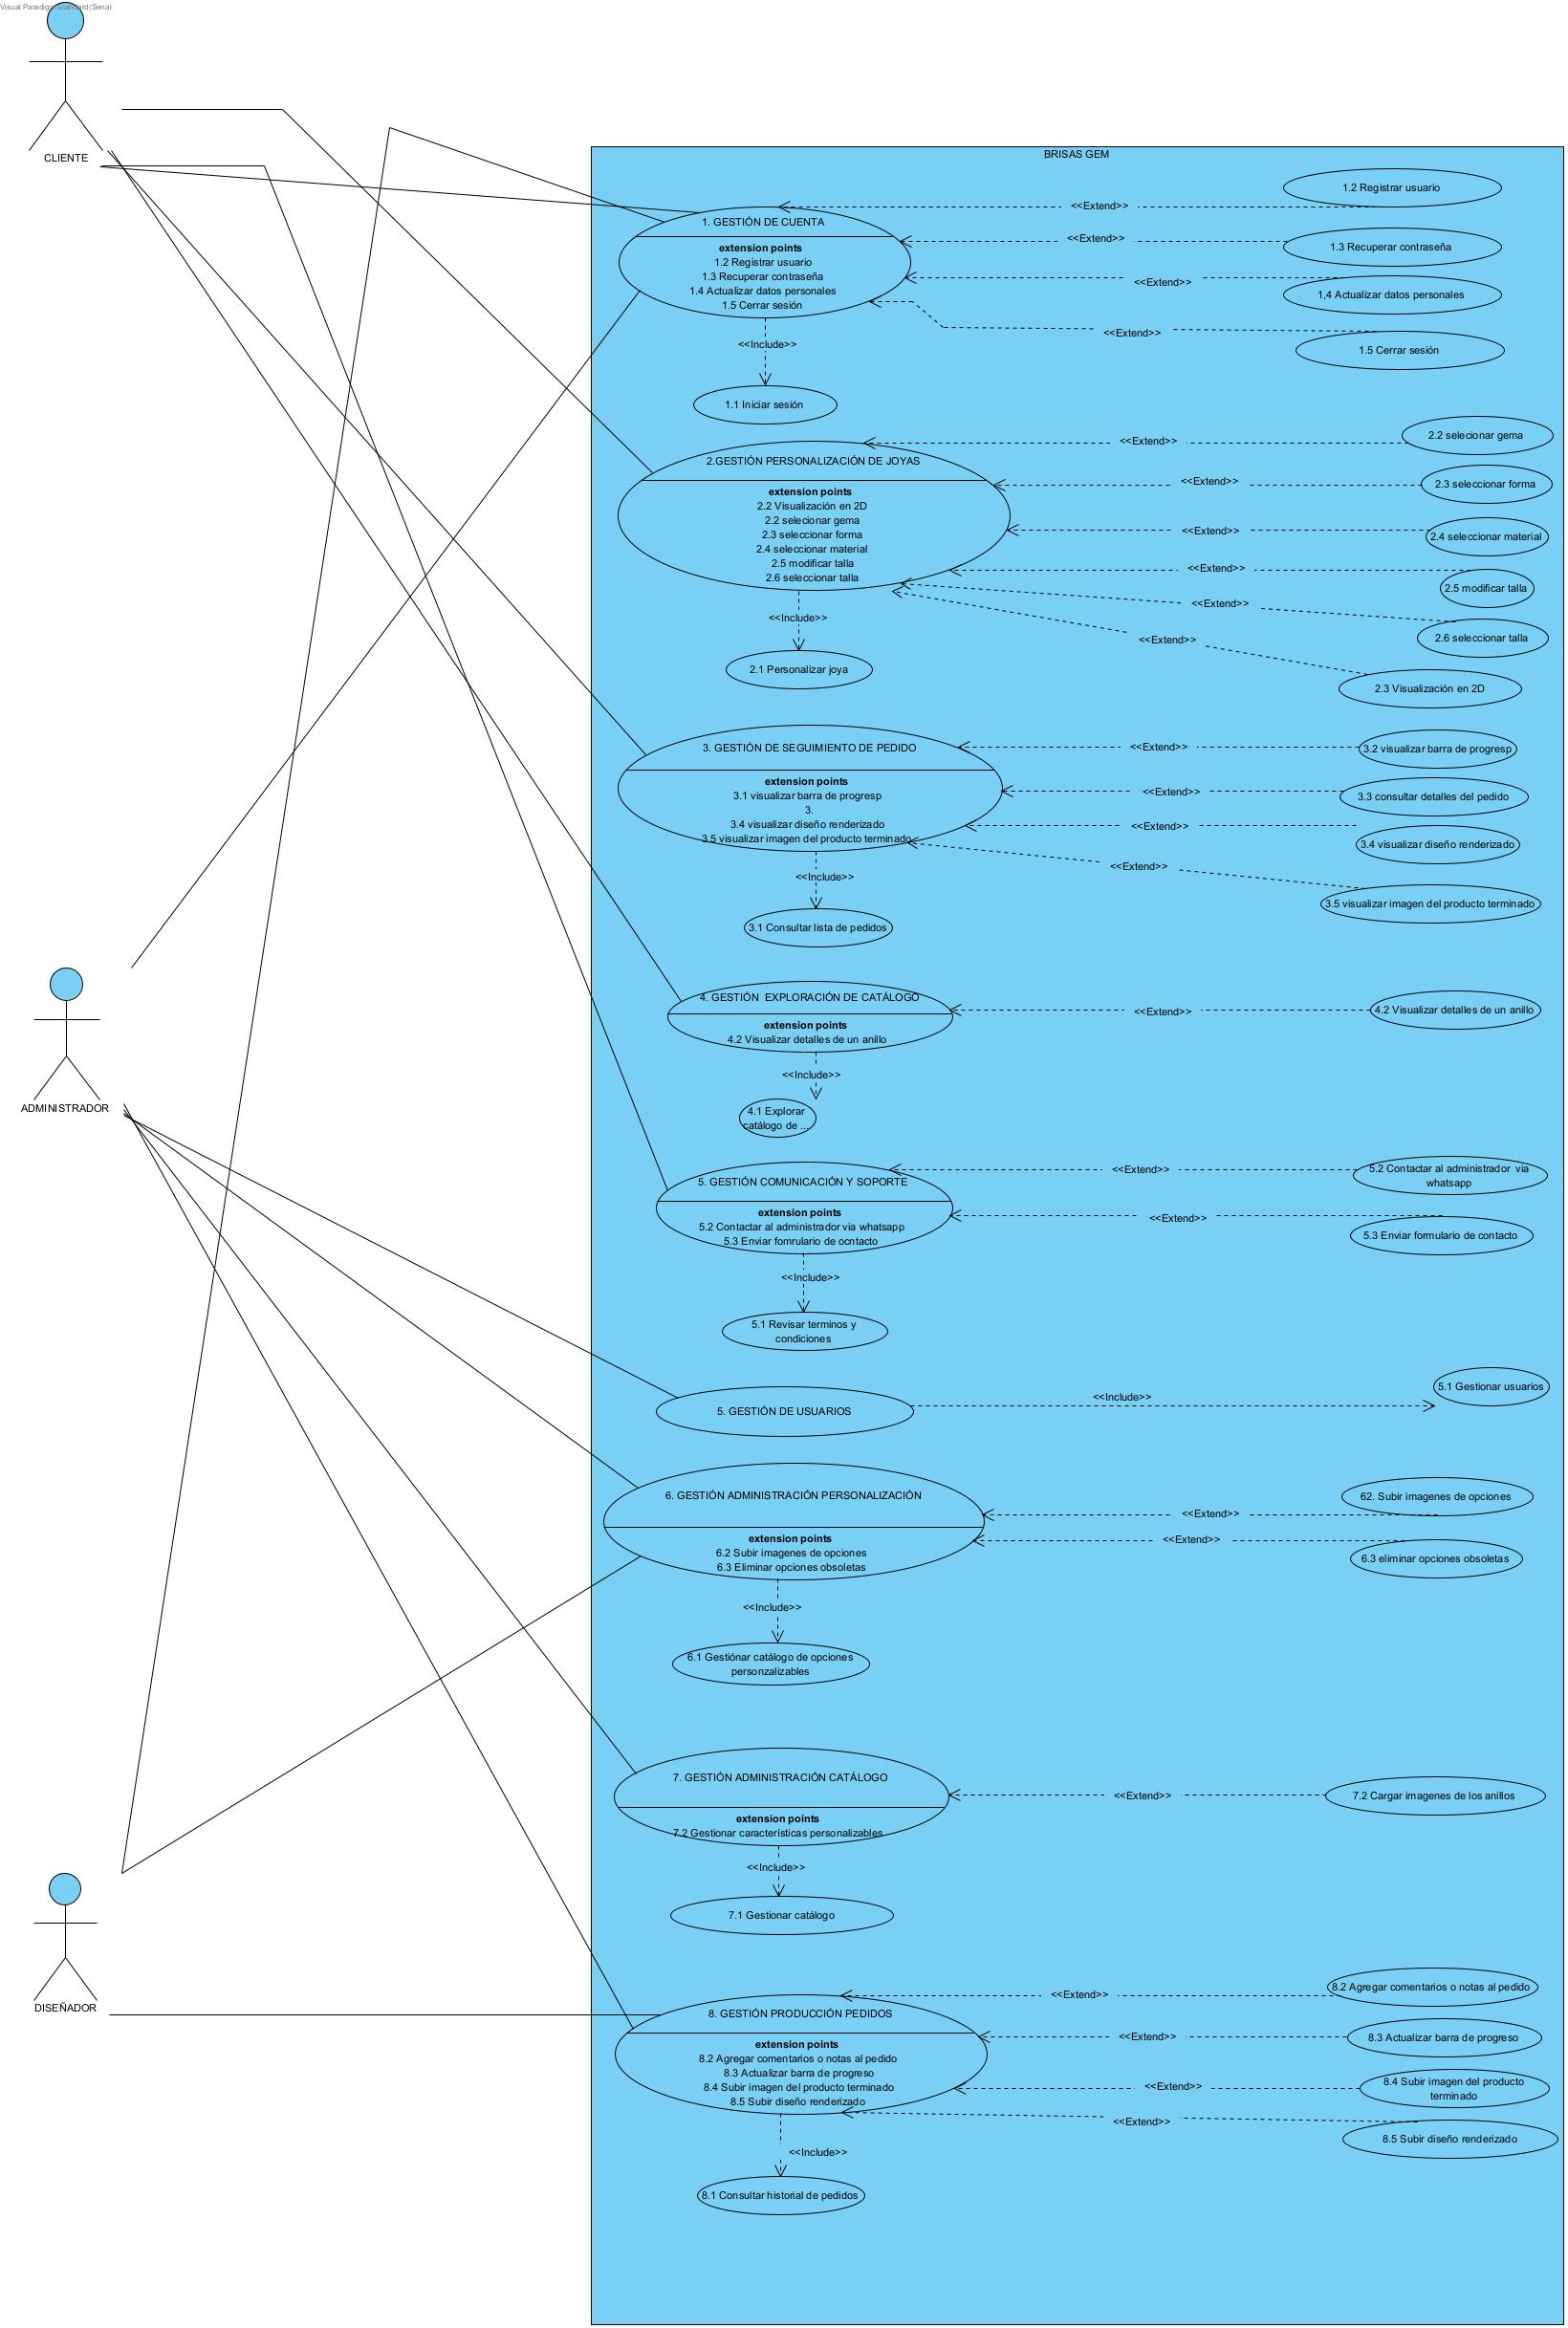 Visual Paradigm Standard(Sena)
CLIENTE
BRISAS GEM
1. GESTIÓN DE CUENTA
extension points
1.2 Registrar usuario
1.3 Recuperar contraseña
1.4 Actualizar datos personales
1.5 Cerrar sesión
<<Extend>>
1.2 Registrar usuario
<<Extend>>
1.3 Recuperar contraseña
<<Extend>>
1,4 Actualizar datos personales
<<Extend>>
1.5 Cerrar sesión
<<Include>>
1.1 Iniciar sesión
2.GESTIÓN PERSONALIZACIÓN DE JOYAS
extension points
2.2 Visualización en 2D
2.2 selecionar gema
2.3 seleccionar forma
2.4 seleccionar material
2.5 modificar talla
2.6 seleccionar talla
<<Extend>>
2.2 selecionar gema
<<Extend>>
2.3 seleccionar forma
<<Extend>>
2.4 seleccionar material
<<Extend>>
2.5 modificar talla
<<Extend>>
2.6 seleccionar talla
<<Extend>>
2.3 Visualización en 2D
<<Include>>
2.1 Personalizar joya
3. GESTIÓN DE SEGUIMIENTO DE PEDIDO
extension points
3.1 visualizar barra de progresp
3.
3.4 visualizar diseño renderizado
3.5 visualizar imagen del producto terminado
<<Extend>>
3.2 visualizar barra de progresp
<<Extend>>
3.3 consultar detalles del pedido
<<Extend>>
3.4 visualizar diseño renderizado
<<Extend>>
3.5 visualizar imagen del producto terminado
<<Include>>
3.1 Consultar lista de pedidos
ADMINISTRADOR
4. GESTIÓN  EXPLORACIÓN DE CATÁLOGO
extension points
4.2 Visualizar detalles de un anillo
<<Extend>>
4.2 Visualizar detalles de un anillo
<<Include>>
4.1 Explorar
catálogo de ...
5. GESTIÓN COMUNICACIÓN Y SOPORTE
extension points
5.2 Contactar al administrador via whatsapp
5.3 Enviar fomrulario de ocntacto
<<Extend>>
5.2 Contactar al administrador via
whatsapp
<<Extend>>
5.3 Enviar formulario de contacto
<<Include>>
5.1 Revisar terminos y
condiciones
5. GESTIÓN DE USUARIOS
<<Include>>
5.1 Gestionar usuarios
6. GESTIÓN ADMINISTRACIÓN PERSONALIZACIÓN
extension points
6.2 Subir imagenes de opciones
6.3 Eliminar opciones obsoletas
<<Extend>>
62. Subir imagenes de opciones
<<Extend>>
6.3 eliminar opciones obsoletas
<<Include>>
6.1 Gestiónar catálogo de opciones
personzalizables
7. GESTIÓN ADMINISTRACIÓN CATÁLOGO
extension points
7.2 Gestionar características personalizables
<<Extend>>
7.2 Cargar imagenes de los anillos
<<Include>>
7.1 Gestionar catálogo
DISEÑADOR
8. GESTIÓN PRODUCCIÓN PEDIDOS
extension points
8.2 Agregar comentarios o notas al pedido
8.3 Actualizar barra de progreso
8.4 Subir imagen del producto terminado
8.5 Subir diseño renderizado
<<Extend>>
8.2 Agregar comentarios o notas al pedido
<<Extend>>
8.3 Actualizar barra de progreso
<<Extend>>
8.4 Subir imagen del producto
terminado
<<Extend>>
8.5 Subir diseño renderizado
<<Include>>
8.1 Consultar historial de pedidos